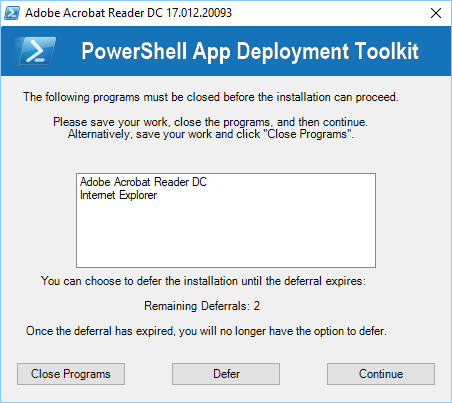 Adobe Acrobat Reader DC 17.012.20093
PowerShell App Deployment Toolkit
The following programs must be closed before the installation can proceed.
Please save your work, close the programs, and then continue.
Alternatively, save your work and click "Close Programs".
Adobe Acrobat Reader DC
Internet Explorer
You can choose to defer the installation until the deferral expires:
Remaining Deferrals: 2
Once the deferral has expired, you will no longer have the option to defer.
Close Programs
Defer
Continue